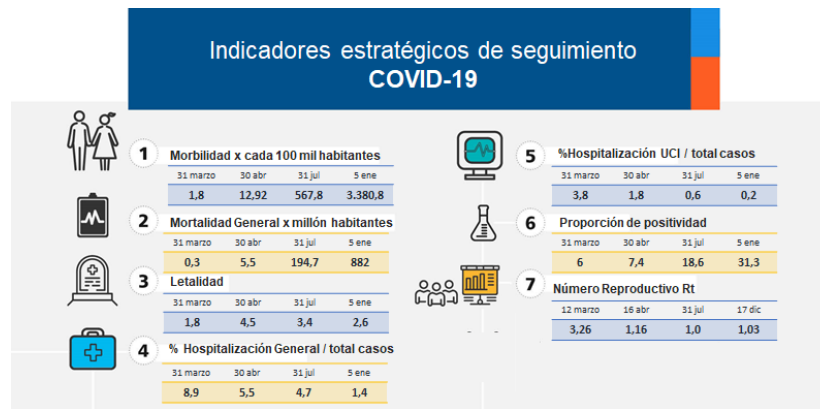 Indicadores estratégicos de seguimiento
COVID-19
1 Morbilidad x cada 100 mil habitantes
31 marzo 30 abr 31 jul 5 ene
1,8 12,92 567,8 3.380,8
2 Mortalidad General x millón habitantes
31 marzo 30 abr 31 jul 5 ene
0,3 5,5 194,7 882
3 Letalidad
31 marzo 30 abr 31 jul 5 ene
1,8 4,5 3,4 2,6
4 % Hospitalización General / total casos
31 marzo 30 abr 31 jul 5 ene
8,9 5,5 4,7 1,4
5 %Hospitalización UCI / total casos
31 marzo 30 abr 31 jul 5 ene
3,8 1,8 0,6 0,2
6 Proporción de positividad
31 marzo 30 abr 31 jul 5 ene
6 7,4 18,6 31,3
7 Número Reproductivo Rt
12 marzo 16 abr 31 jul 17 dic
3,26 1,16 1,0 1,03